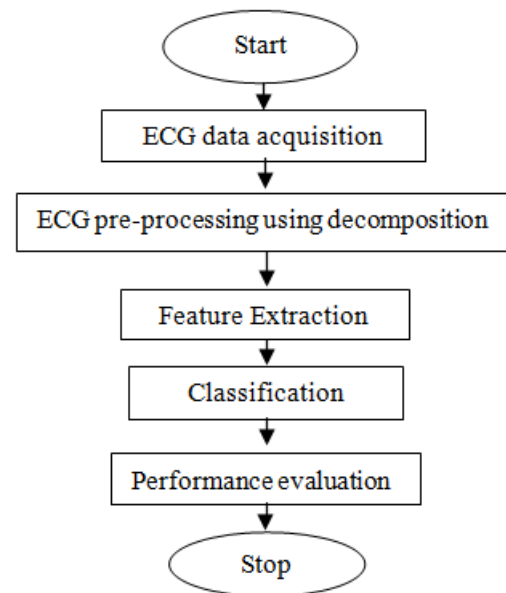 Start
ECG data acquisition
ECG pre-processing using decomposition
Feature Extraction
Classification
Performance evaluation
Stop